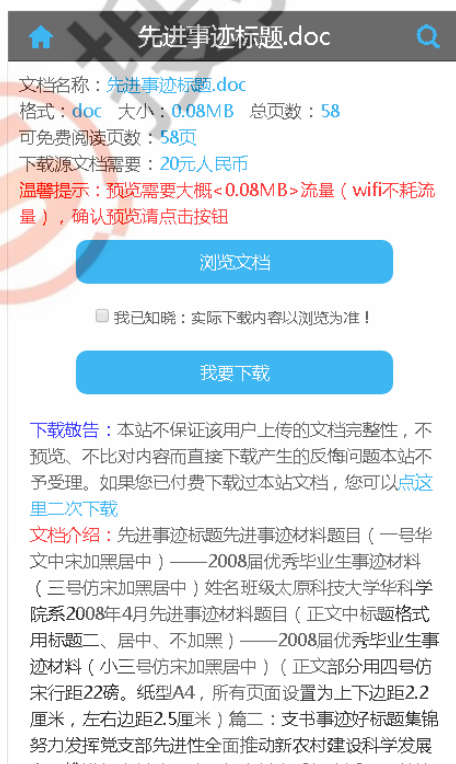 先进事迹标题.doc
文档名称：先进事迹标题.doc
格式：doc 大小：0.08MB 总页数：58
可免费阅读页数：58页
下载源文档需要：20元人民币
温馨提示：预览需要大概<0.08MB>流量（wifi不耗流
量），确认预览请点击按钮
浏览文档
我已知晓：实际下载内容以浏览为准！
我要下载
下载敬告：本站不保证该用户上传的文档完整性，不
预览、不比对内容而直接下载产生的反悔问题本站不
予受理。如果您已付费下载过本站文档，您可以点这
里二次下载
文档介绍：先进事迹标题先进事迹材料题目（一号华
文中宋加黑居中）——2008届优秀毕业生事迹材料
（三号仿宋加黑居中）姓名班级太原科技大学华科学
院系2008年4月先进事迹材料题目（正文中标题格式
用标题二、居中、不加黑）——2008届优秀毕业生事
迹材料（小三号仿宋加黑居中）（正文部分用四号仿
宋行距22磅。纸型A4，所有页面设置为上下边距2.2
厘米，左右边距2.5厘米）篇二：支书事迹好标题集锦
努力发挥党支部先进性全面推动新农村建设科学发展